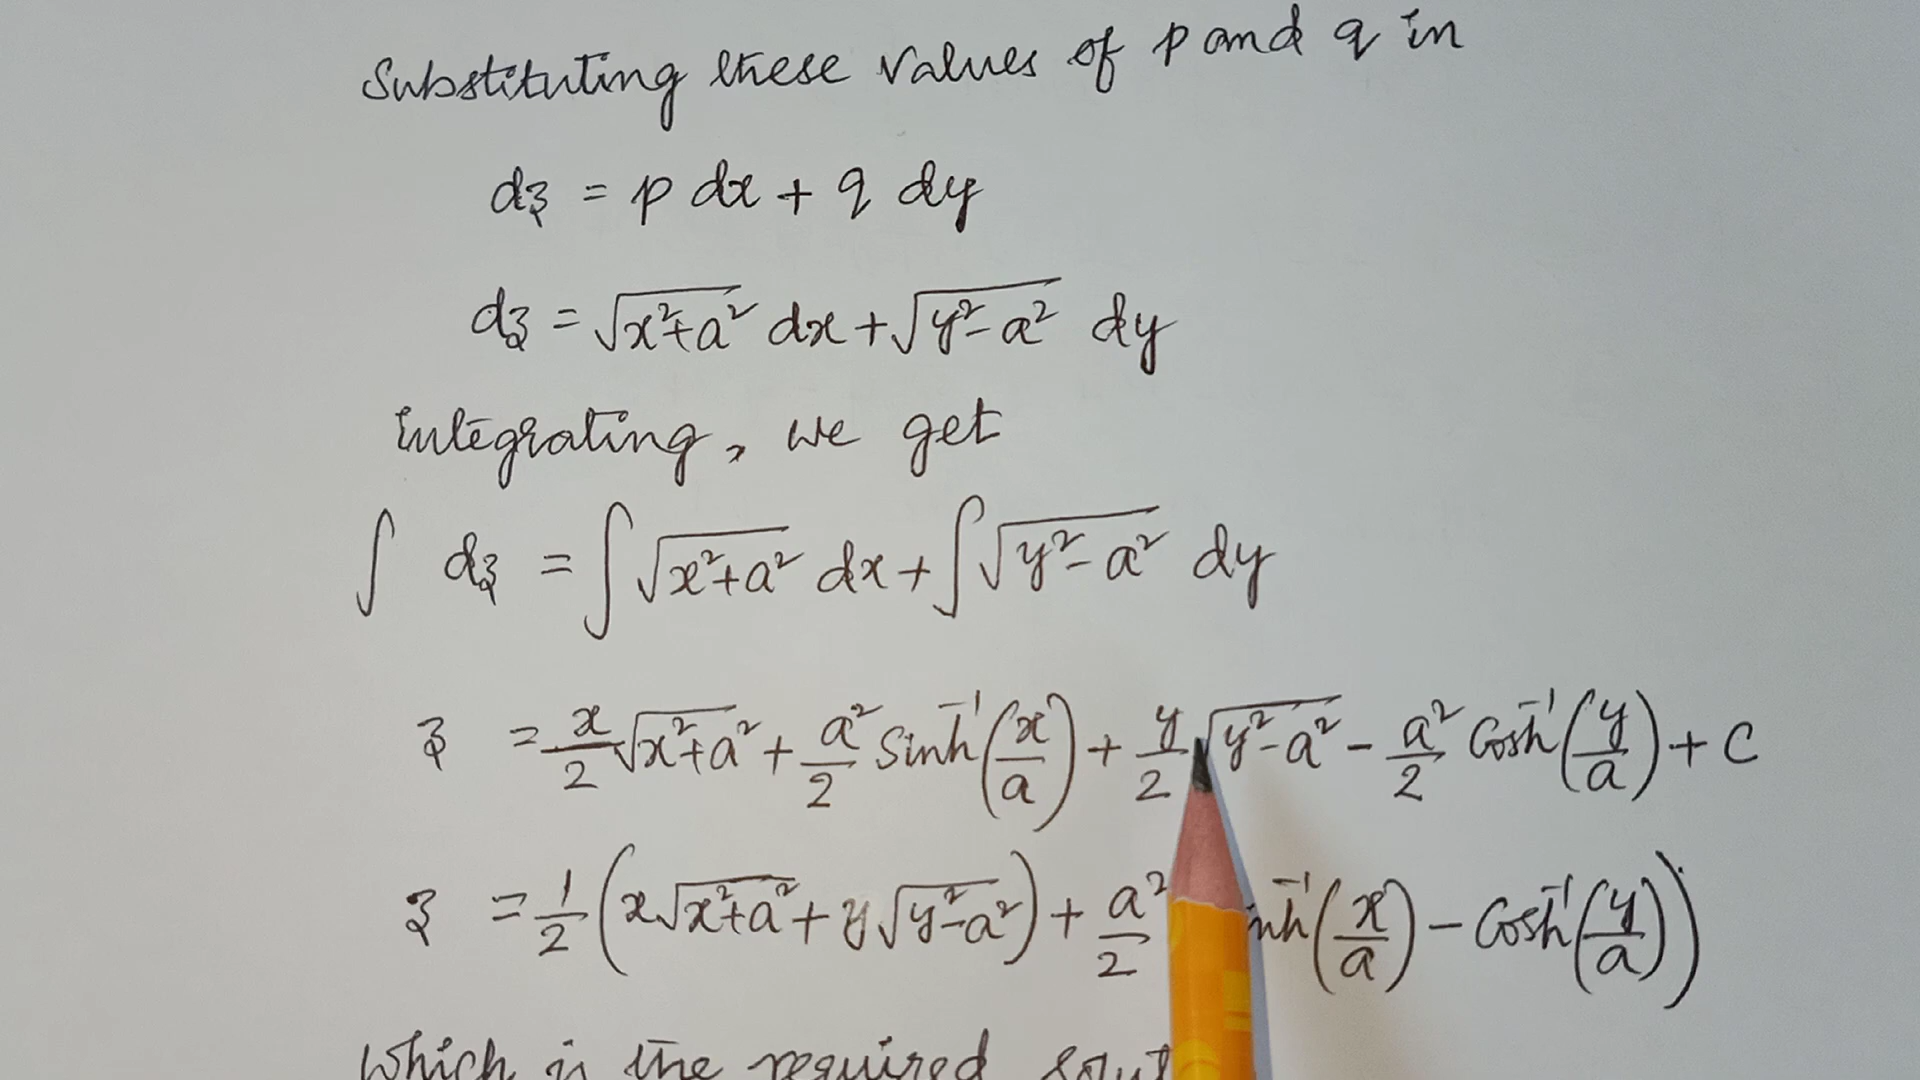 Substituting these values of p and q in
dz = p dx + q dy
dz = √(x²+a²) dx + √(y²-a²) dy
integrating, we get
∫ dz = ∫ √(x²+a²) dx + ∫ √(y²-a²) dy
z = x/2 √(x²+a²) + a²/2 Sinh⁻¹(x/a) + y/2 √(y²-a²) - a²/2 Cosh⁻¹(y/a) + c
z = 1/2 (x√(x²+a²) + y√(y²-a²)) + a²/2 inh⁻¹(x/a) - Cosh⁻¹(y/a))
Which is the required solut